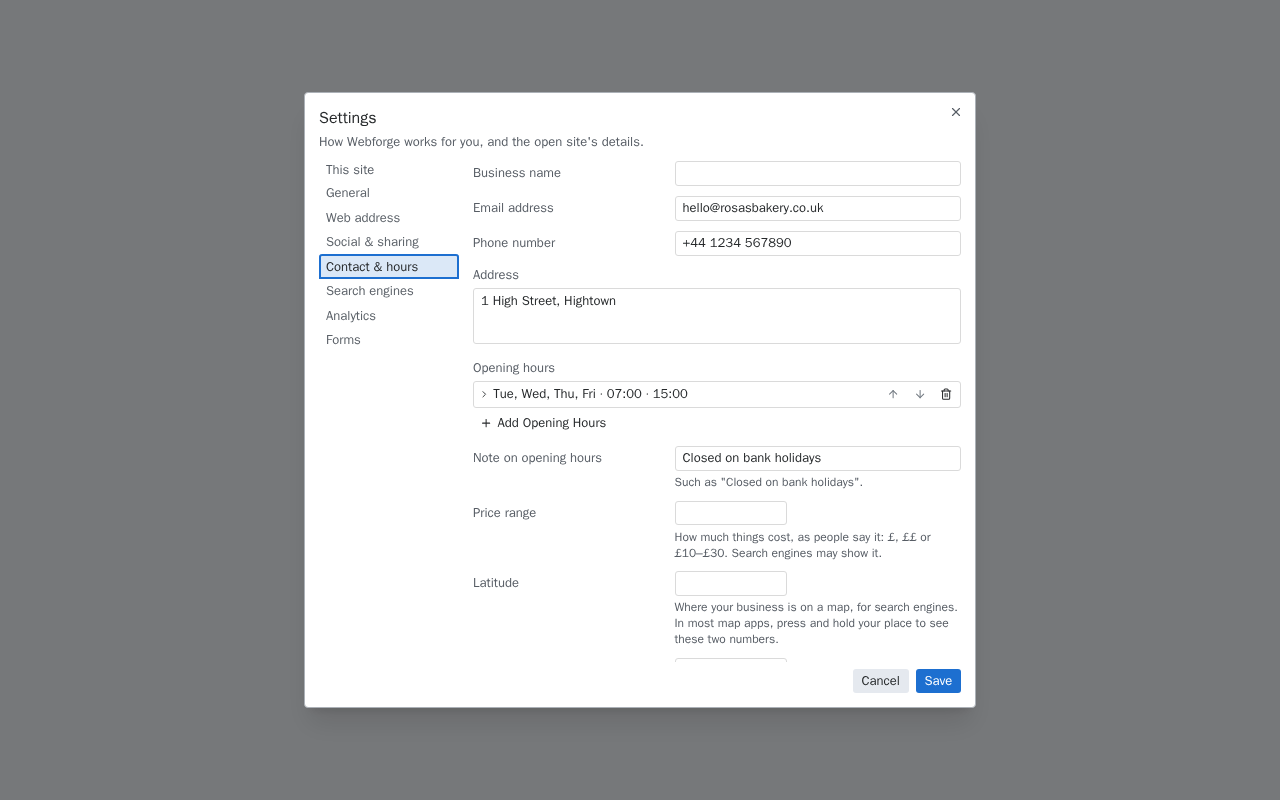 Settings
How Webforge works for you, and the open site's details.
This site
General
Web address
Social & sharing
Contact & hours
Search engines
Analytics
Forms
Business name
Email address
hello@rosasbakery.co.uk
Phone number
+44 1234 567890
Address
1 High Street, Hightown
Opening hours
Tue, Wed, Thu, Fri · 07:00 · 15:00
Add Opening Hours
Note on opening hours
Closed on bank holidays
Such as "Closed on bank holidays".
Price range
How much things cost, as people say it: £, ££ or
£10–£30. Search engines may show it.
Latitude
Where your business is on a map, for search engines.
In most map apps, press and hold your place to see
these two numbers.
Cancel
Save